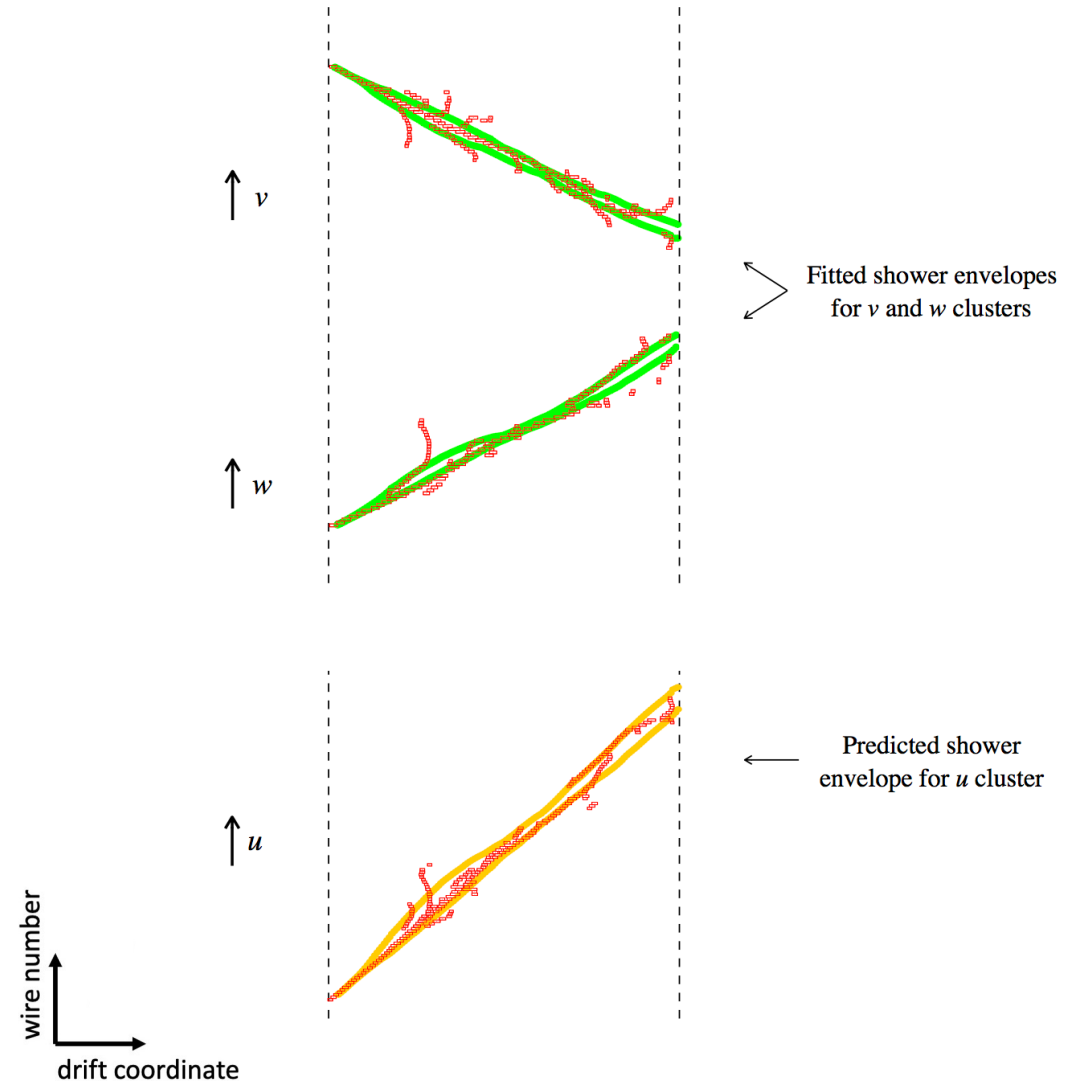 v
Fitted shower envelopes
for v and w clusters
w
Predicted shower
envelope for u cluster
u
wire number
drift coordinate